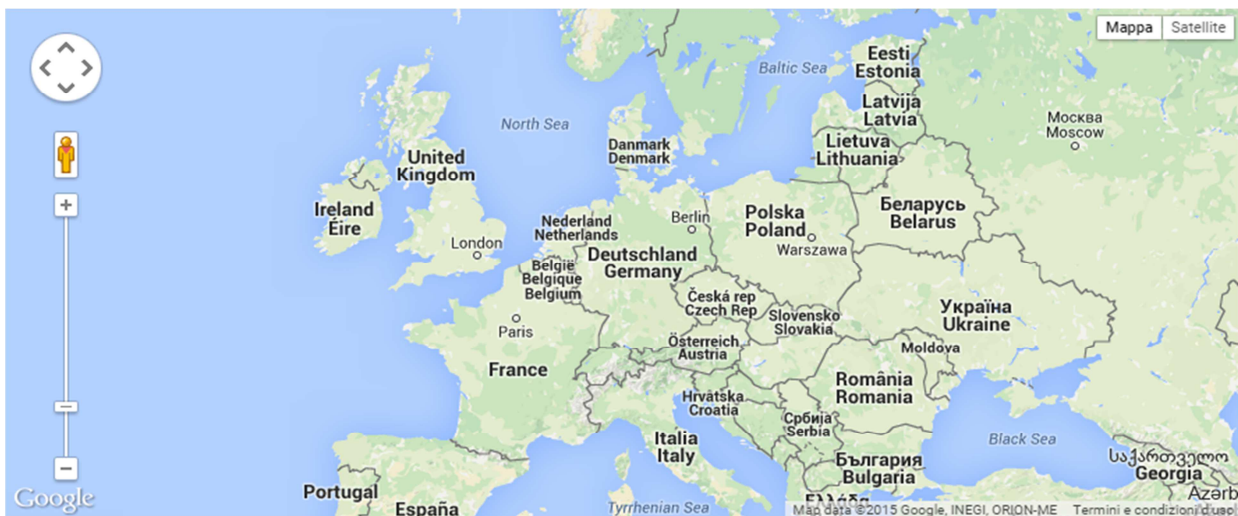 Mappa Satellite
Eesti
Estonia
Baltic Sea
Latvija
Latvia
Москва
Moscow
North Sea
Danmark
Denmark
Lietuva
Lithuania
United
Kingdom
Беларусь
Belarus
Ireland
Éire
Nederland
Netherlands
Berlin
Polska
Poland
Warszawa
London
Deutschland
Germany
België
Belgique
Belgium
Česká rep
Czech Rep
Slovensko
Slovakia
Україна
Ukraine
Paris
Österreich
Austria
Moldova
France
România
Romania
Hrvatska
Croatia
Србија
Serbia
Italia
Italy
Black Sea
България
Bulgaria
საქართველო
Georgia
Portugal
España
Tyrrhenian Sea
Ελλάδα
Azərb
Google
Map data ©2015 Google, INEGI, ORION-ME Termini e condizioni d'uso